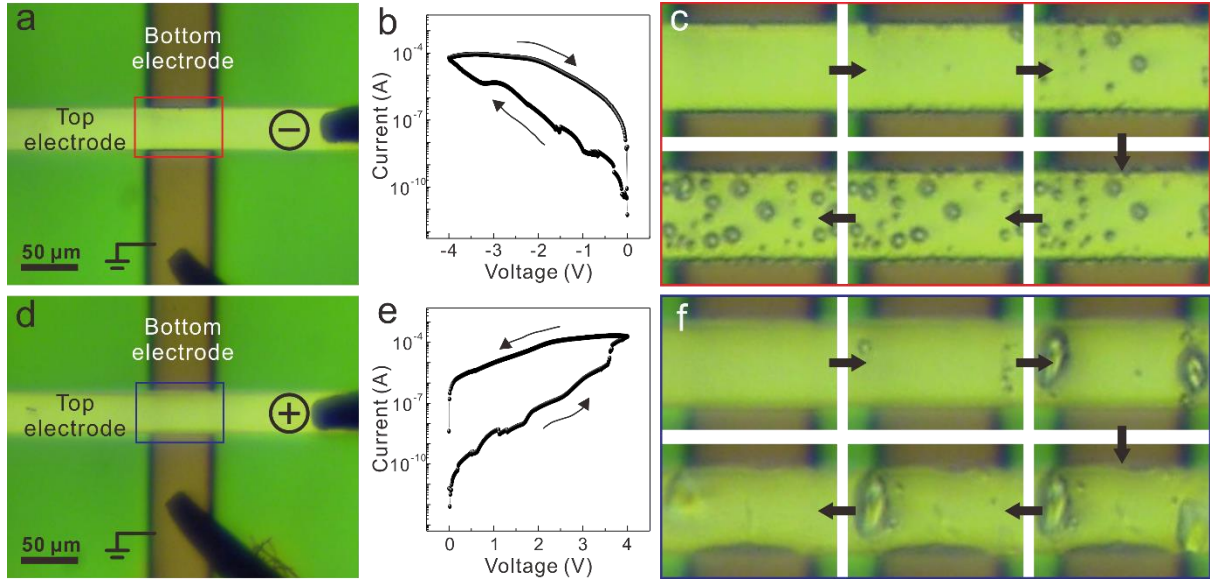 a
Bottom
electrode
Top
electrode
−
50 µm
b
Current (A)
10⁻⁴
10⁻⁷
10⁻¹⁰
-4
-3
-2
-1
0
Voltage (V)
c
d
Bottom
electrode
Top
electrode
+
50 µm
e
Current (A)
10⁻⁴
10⁻⁷
10⁻¹⁰
0
1
2
3
4
Voltage (V)
f